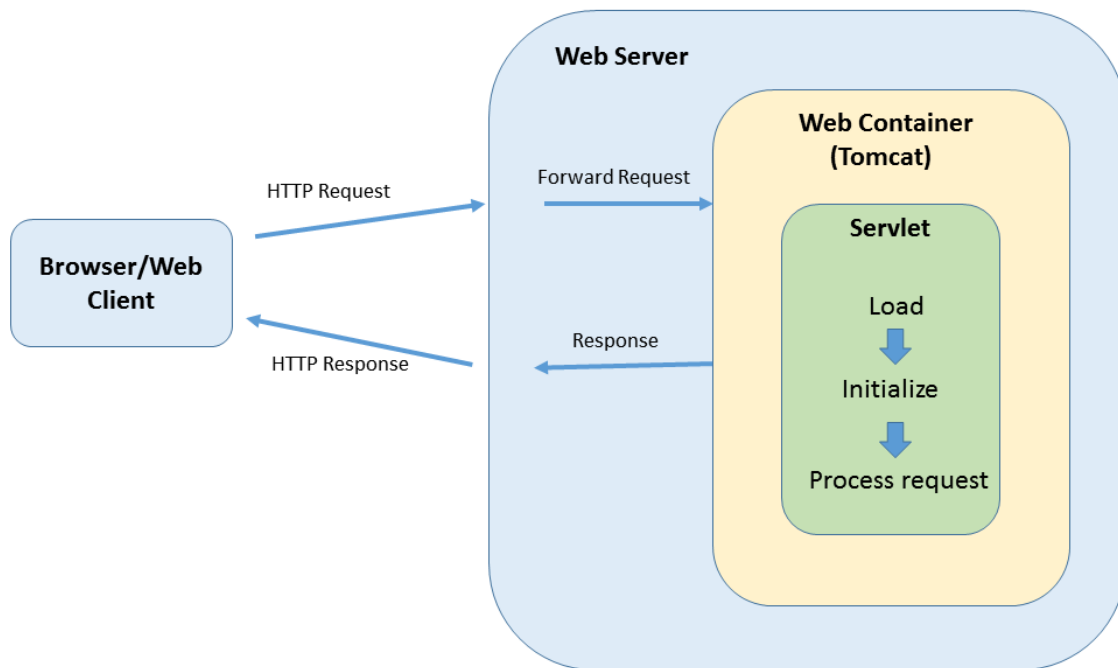 Web Server
Web Container
(Tomcat)
HTTP Request
Forward Request
Servlet
Browser/Web
Client
Load
Response
HTTP Response
Initialize
Process request